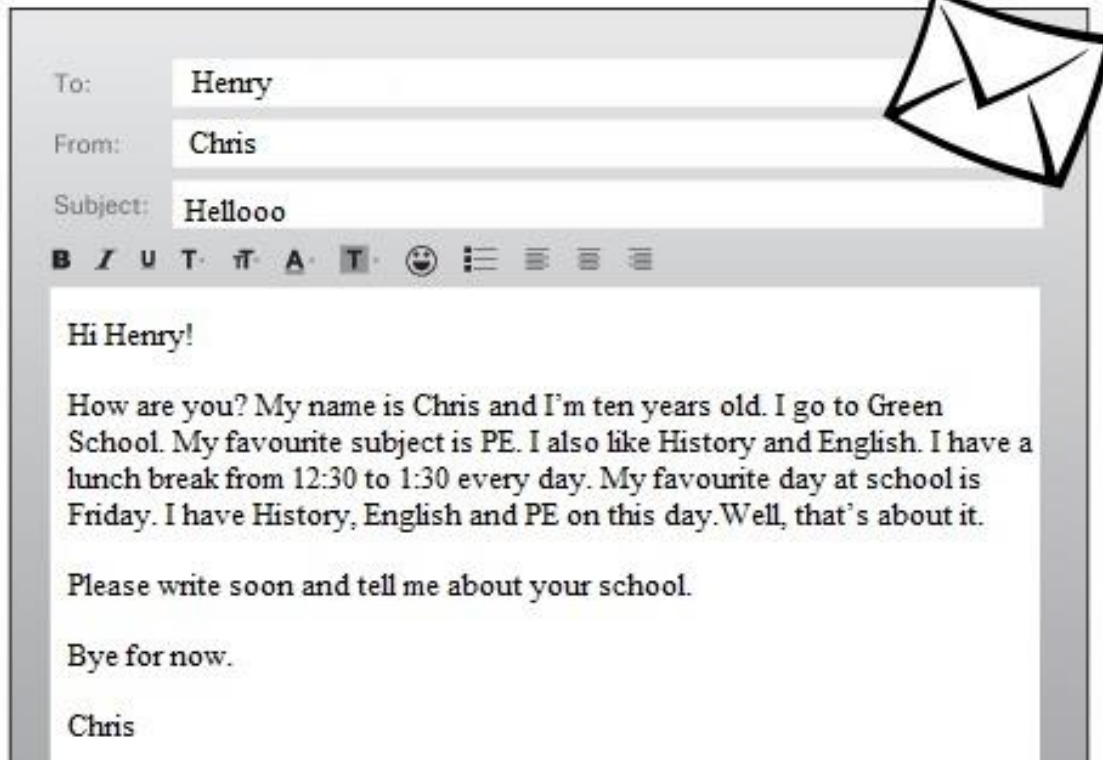 To: Henry
From: Chris
Subject: Hellooo
B I U T T A T
Hi Henry!
How are you? My name is Chris and I'm ten years old. I go to Green
School. My favourite subject is PE. I also like History and English. I have a
lunch break from 12:30 to 1:30 every day. My favourite day at school is
Friday. I have History, English and PE on this day.Well, that's about it.
Please write soon and tell me about your school.
Bye for now.
Chris